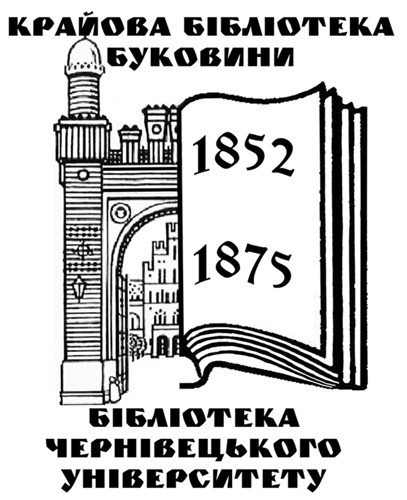 КРАЙОВА БІБЛІОТЕКА
БУКОВИНИ
1852
1875
БІБЛІОТЕКА
ЧЕРНІВЕЦЬКОГО
УНІВЕРСИТЕТУ